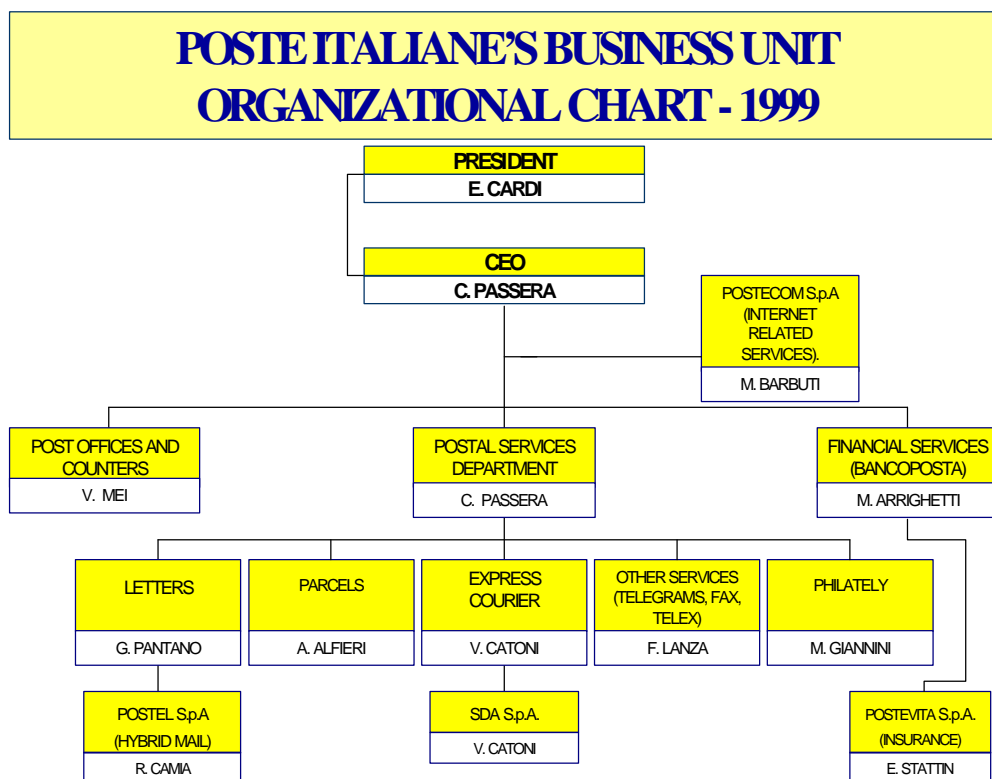 POSTE ITALIANE'S BUSINESS UNIT
ORGANIZATIONAL CHART - 1999
PRESIDENT
E. CARDI
CEO
C. PASSERA
POSTECOM S.p.A
(INTERNET
RELATED
SERVICES).
M. BARBUTI
POST OFFICES AND
COUNTERS
V. MEI
POSTAL SERVICES
DEPARTMENT
C. PASSERA
FINANCIAL SERVICES
(BANCOPOSTA)
M. ARRIGHETTI
LETTERS
G. PANTANO
PARCELS
A. ALFIERI
EXPRESS
COURIER
V. CATONI
OTHER SERVICES
(TELEGRAMS, FAX,
TELEX)
F. LANZA
PHILATELY
M. GIANNINI
POSTEL S.p.A
(HYBRID MAIL)
R. CAMIA
SDA S.p.A.
V. CATONI
POSTEVITA S.p.A.
(INSURANCE)
E. STATTIN